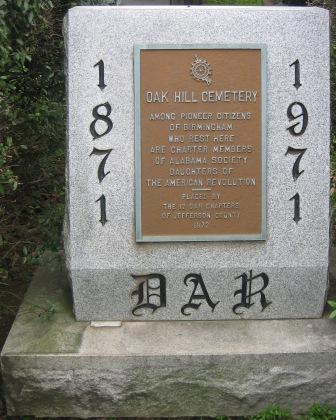 1871
1971
OAK HILL CEMETERY
AMONG PIONEER CITIZENS
OF BIRMINGHAM
WHO REST HERE
ARE CHARTER MEMBERS
OF ALABAMA SOCIETY
DAUGHTERS OF
THE AMERICAN REVOLUTION
PLACED BY
THE 12 DAR CHAPTERS
OF JEFFERSON COUNTY
1972
DAR